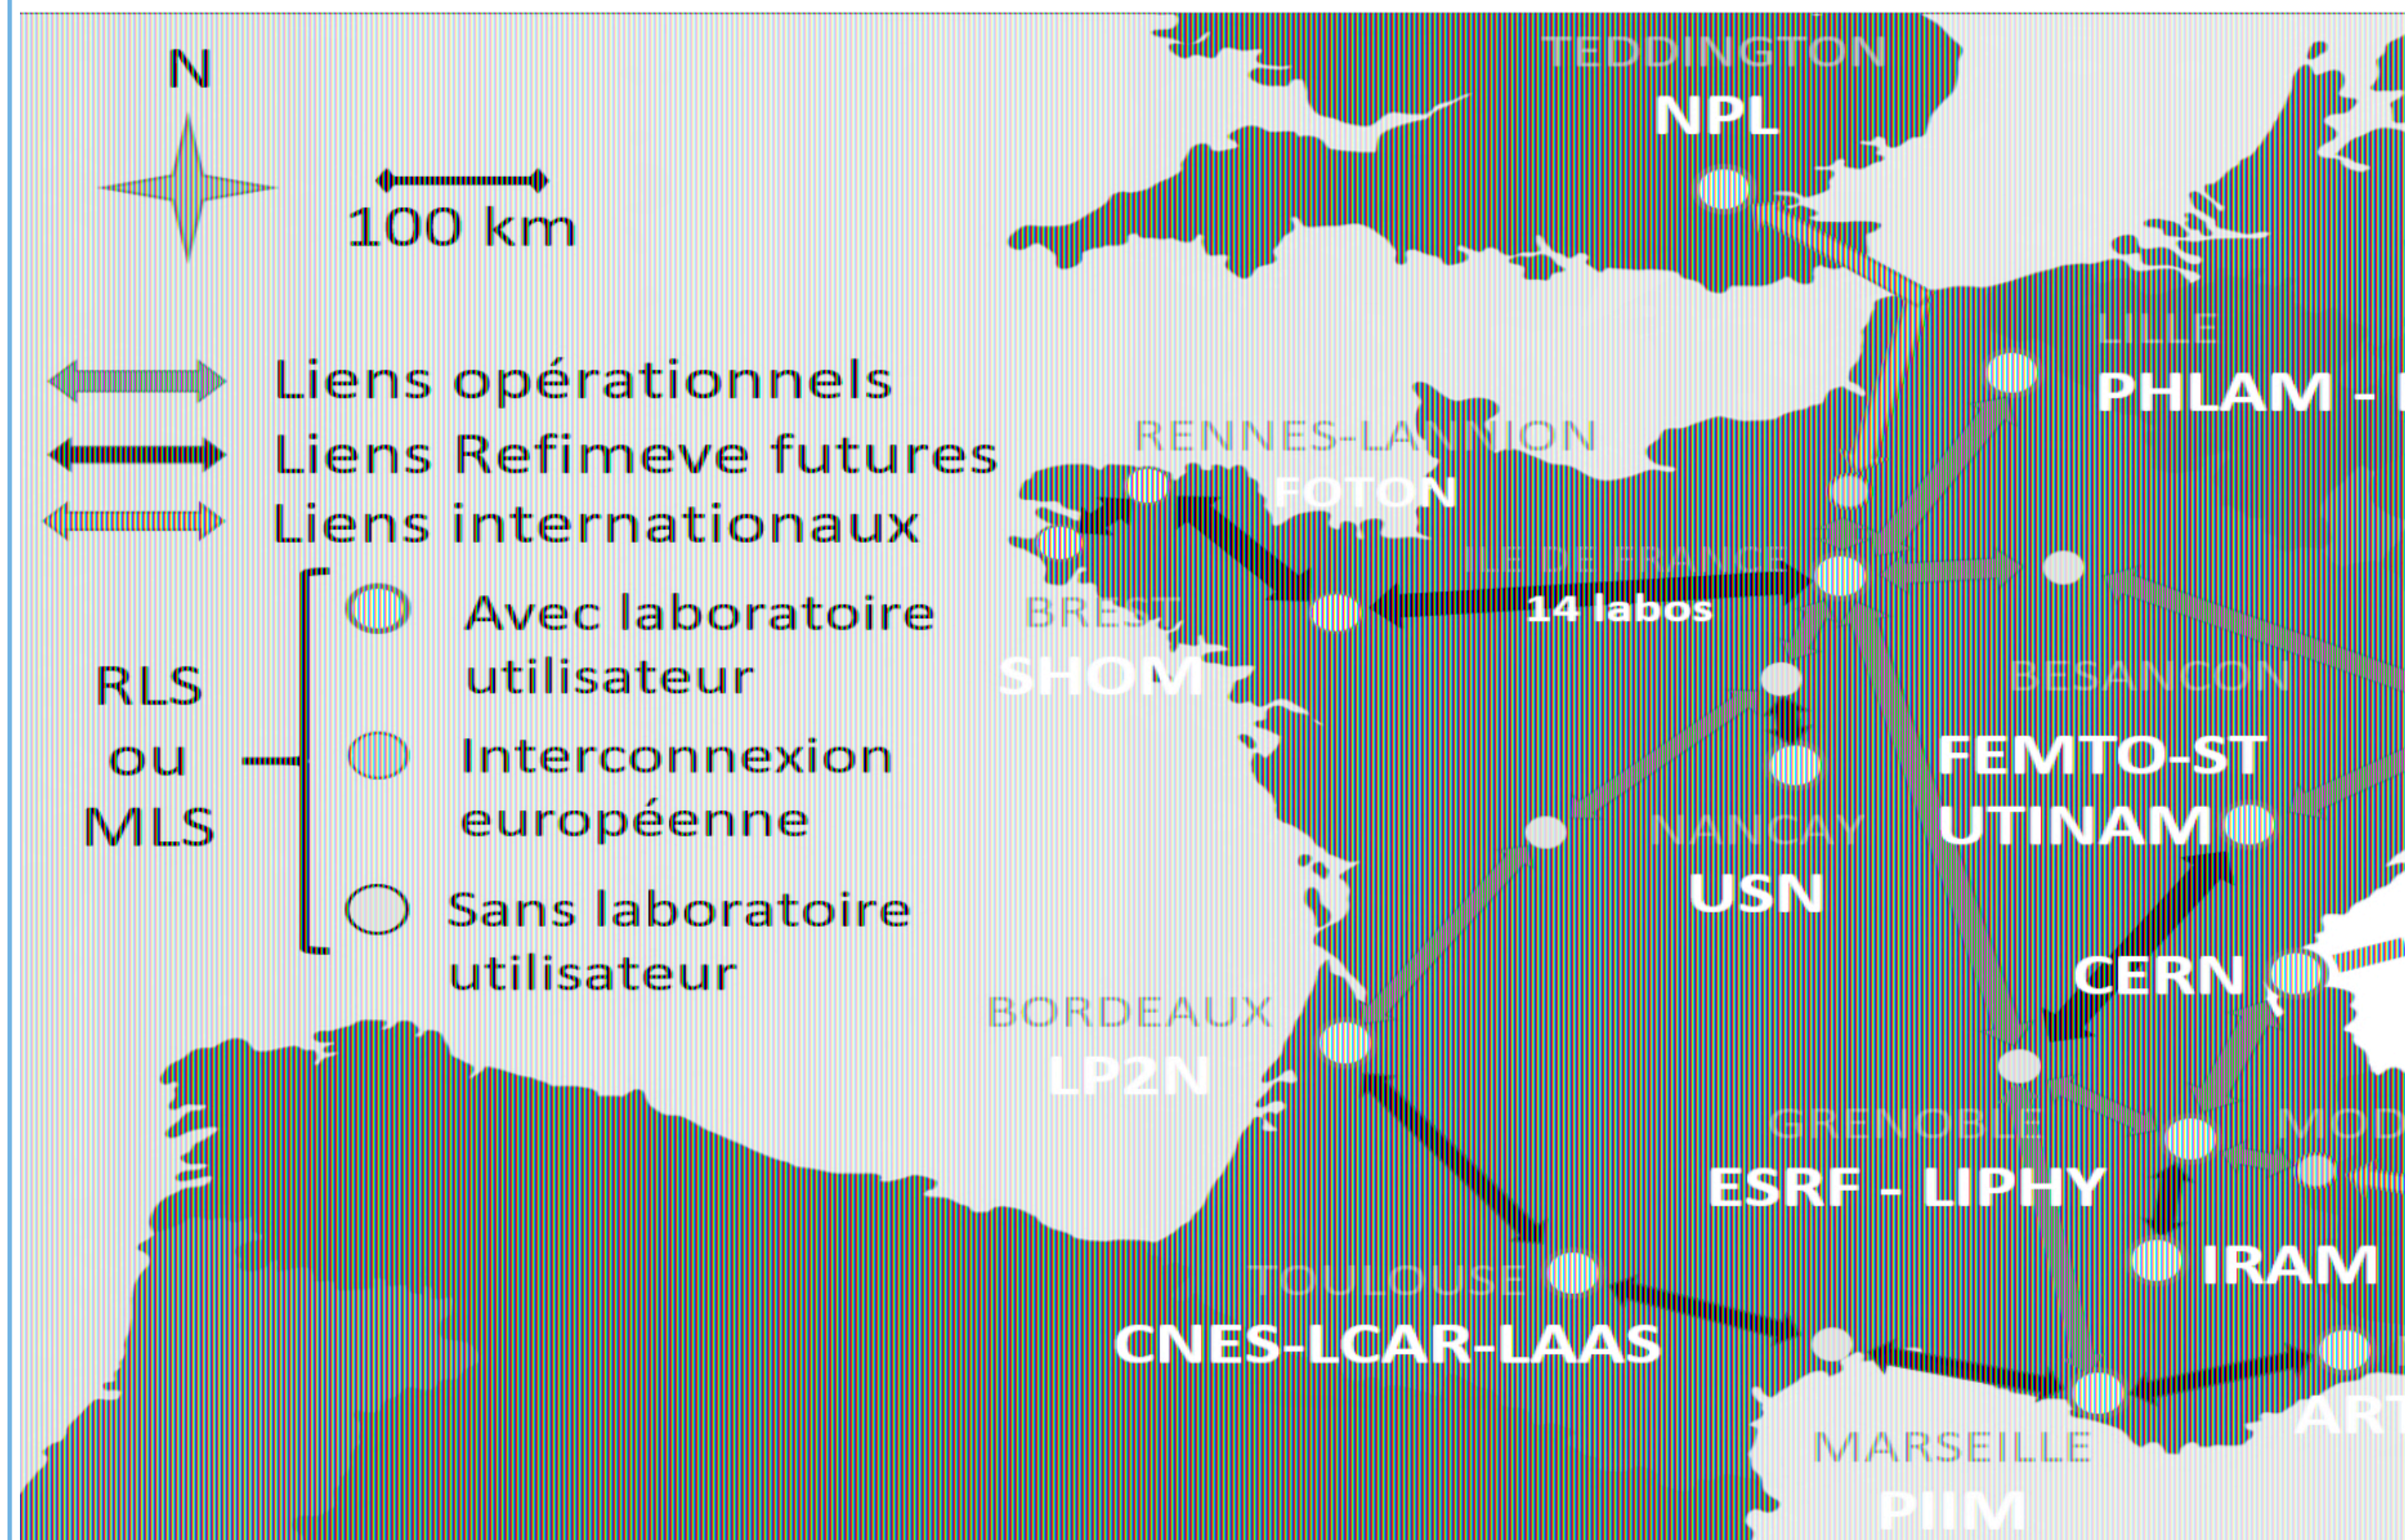 N
100 km
Liens opérationnels
Liens Refimeve futures
Liens internationaux
RLS
ou
MLS
Avec laboratoire
utilisateur
Interconnexion
européenne
Sans laboratoire
utilisateur
TEDDINGTON
NPL
LILLE
PHLAM -
RENNES-LANNION
FOTON
ILE DE FRANCE
14 labos
BREST
SHOM
BESANCON
FEMTO-ST
UTINAM
NANCAY
USN
CERN
BORDEAUX
LP2N
GRENOBLE
ESRF - LIPHY
MOD
IRAM
TOULOUSE
CNES-LCAR-LAAS
ART
MARSEILLE
PIIM